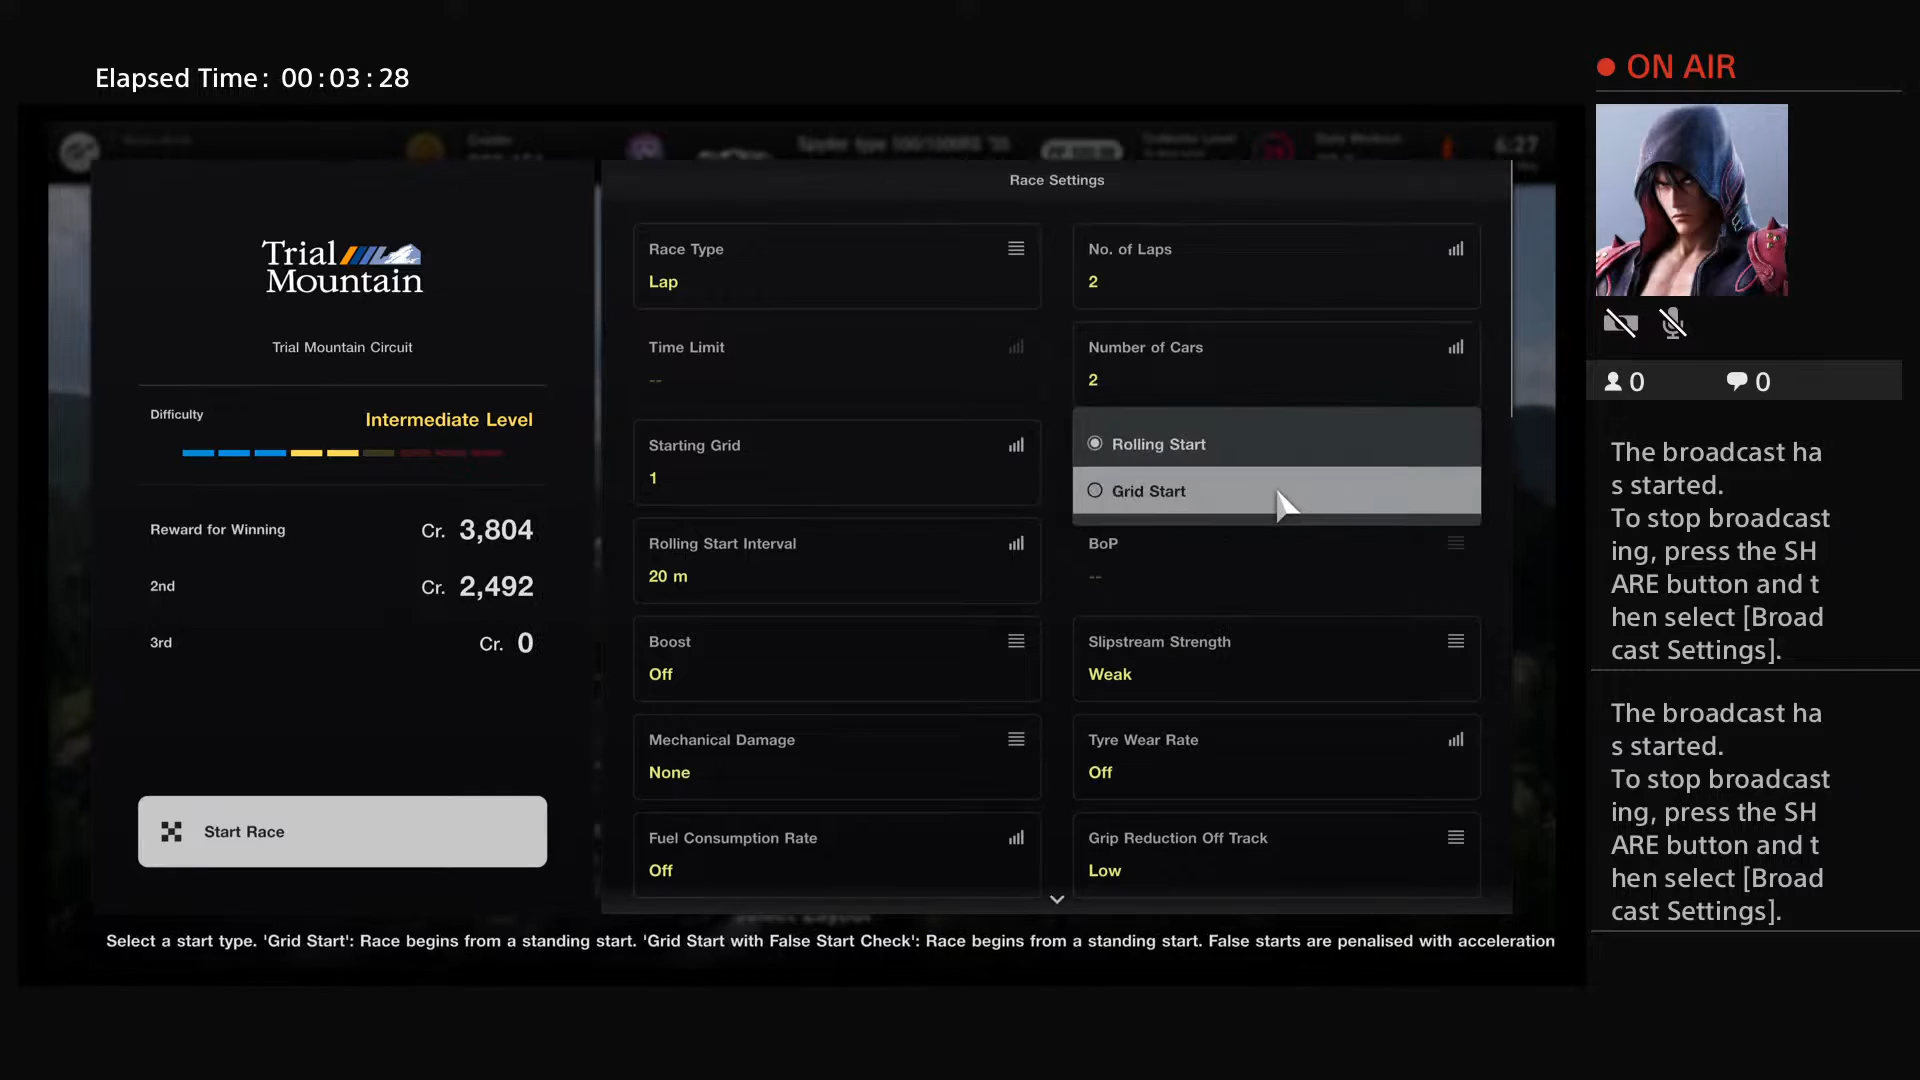 Elapsed Time: 00:03:28
ON AIR
6:27
Race Settings
Trial
Mountain
Trial Mountain Circuit
Difficulty
Intermediate Level
Reward for Winning
Cr. 3,804
2nd
Cr. 2,492
3rd
Cr. 0
Start Race
Race Type
Lap
No. of Laps
2
Time Limit
--
Number of Cars
2
Starting Grid
1
Rolling Start
Grid Start
Rolling Start Interval
20 m
BoP
--
Boost
Off
Slipstream Strength
Weak
Mechanical Damage
None
Tyre Wear Rate
Off
Fuel Consumption Rate
Off
Grip Reduction Off Track
Low
Select a start type. 'Grid Start': Race begins from a standing start. 'Grid Start with False Start Check': Race begins from a standing start. False starts are penalised with acceleration
0
0
The broadcast ha
s started.
To stop broadcast
ing, press the SH
ARE button and t
hen select [Broad
cast Settings].
The broadcast ha
s started.
To stop broadcast
ing, press the SH
ARE button and t
hen select [Broad
cast Settings].